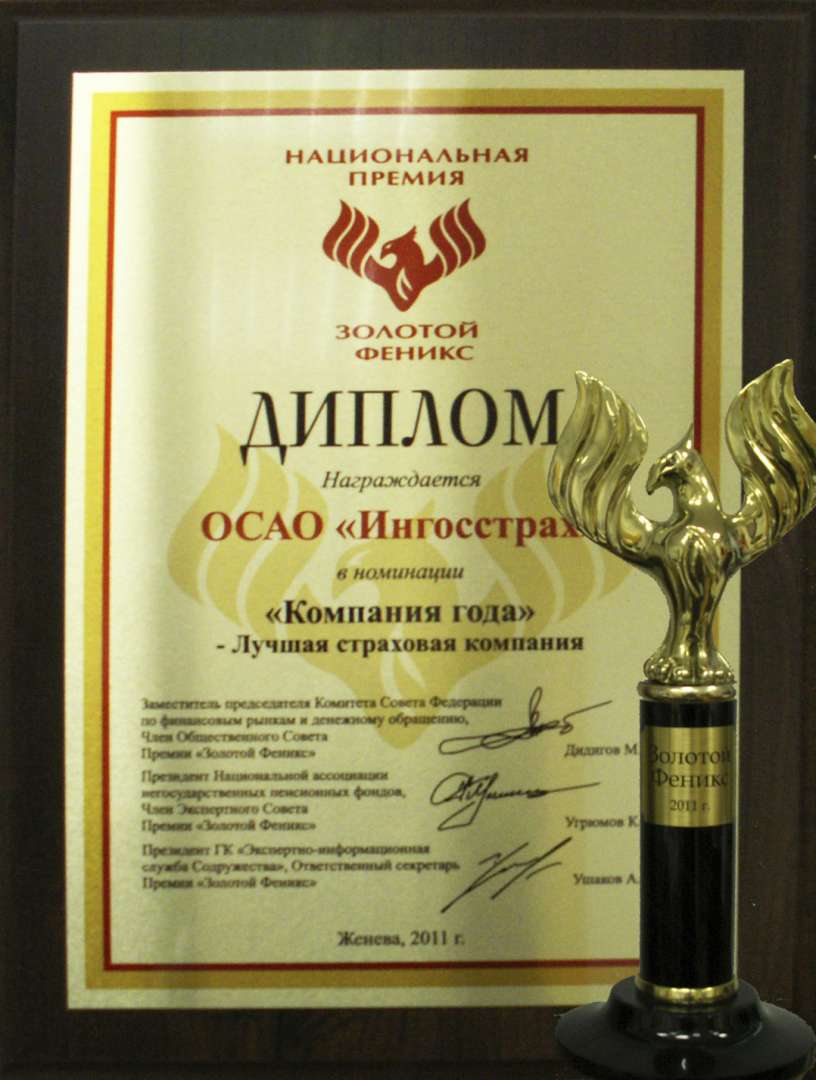 НАЦИОНАЛЬНАЯ
ПРЕМИЯ
ЗОЛОТОЙ
ФЕНИКС
ДИПЛОМ
Награждается
ОСАО «Ингосстрах
в номинации
«Компания года»
- Лучшая страховая компания
Заместитель председателя Комитета Совета Федерации
по финансовым рынкам и денежному обращению,
Член Общественного Совета
Премии «Золотой Феникс»
Дидигов М.
Президент Национальной ассоциации
негосударственных пенсионных фондов,
Член Экспертного Совета
Премии «Золотой Феникс»
Угрюмов К.
Президент ГК «Экспертно-информационная
служба Содружества», Ответственный секретарь
Премии «Золотой Феникс»
Ушаков А.
Женева, 2011 г.
Золотой
Феникс
2011 г.